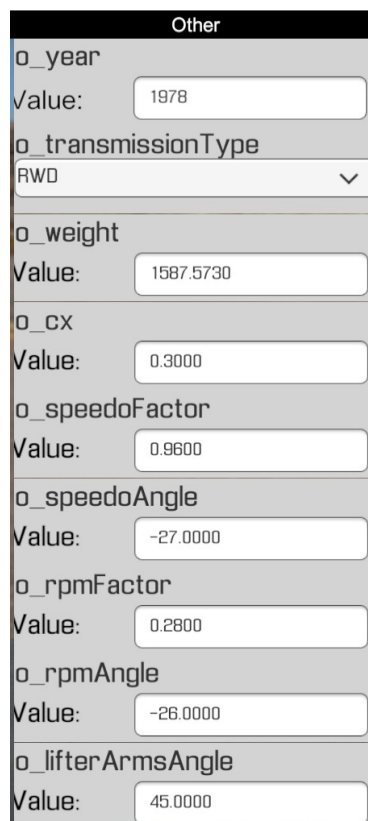 Other
o_year
Value: 1978
o_transmissionType
RWD
o_weight
Value: 1587.5730
o_cx
Value: 0.3000
o_speedoFactor
Value: 0.9600
o_speedoAngle
Value: -27.0000
o_rpmFactor
Value: 0.2800
o_rpmAngle
Value: -26.0000
o_lifterArmsAngle
Value: 45.0000